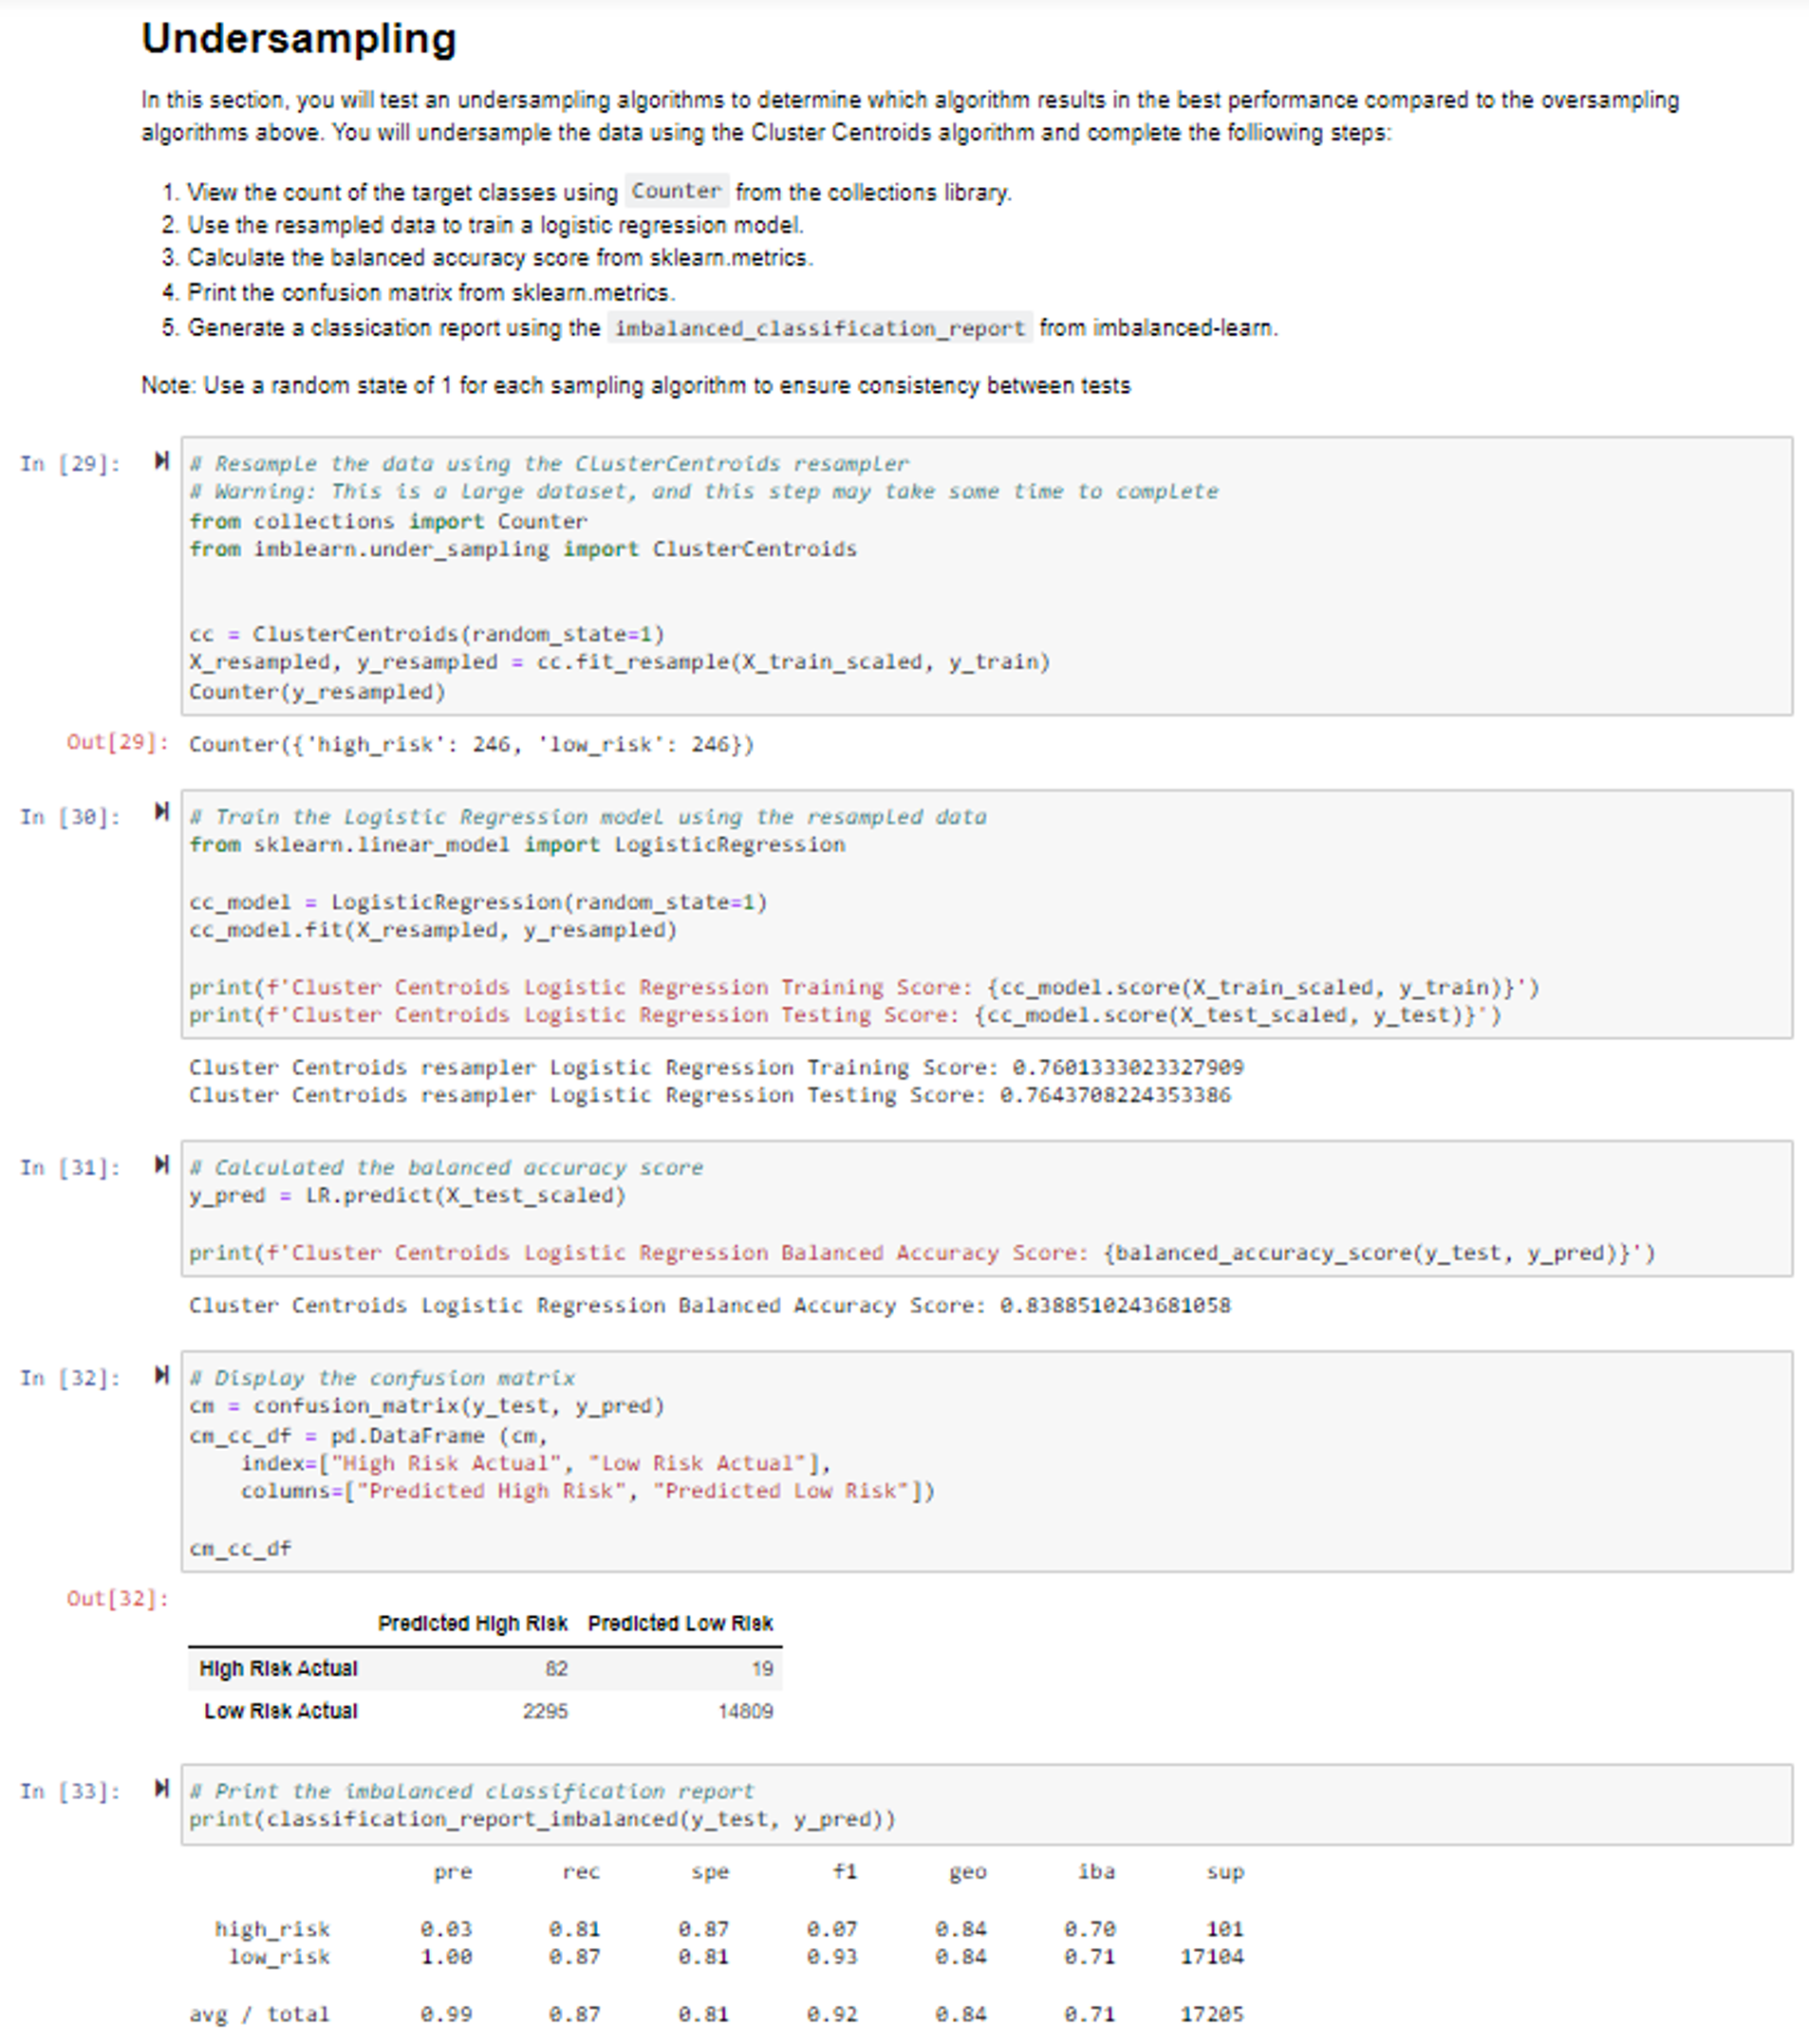 Undersampling
In this section, you will test an undersampling algorithms to determine which algorithm results in the best performance compared to the oversampling
algorithms above. You will undersample the data using the Cluster Centroids algorithm and complete the folliowing steps:
1. View the count of the target classes using Counter from the collections library.
2. Use the resampled data to train a logistic regression model.
3. Calculate the balanced accuracy score from sklearn.metrics.
4. Print the confusion matrix from sklearn.metrics.
5. Generate a classication report using the imbalanced_classification_report from imbalanced-learn.
Note: Use a random state of 1 for each sampling algorithm to ensure consistency between tests
In [29]: # Resample the data using the ClusterCentroids resampler
# Warning: This is a large dataset, and this step may take some time to complete
from collections import Counter
from imblearn.under_sampling import ClusterCentroids
cc = ClusterCentroids(random_state=1)
X_resampled, y_resampled = cc.fit_resample(X_train_scaled, y_train)
Counter(y_resampled)
Out[29]: Counter({'high_risk': 246, 'low_risk': 246})
In [30]: # Train the Logistic Regression model using the resampled data
from sklearn.linear_model import LogisticRegression
cc_model = LogisticRegression(random_state=1)
cc_model.fit(X_resampled, y_resampled)
print(f'Cluster Centroids Logistic Regression Training Score: {cc_model.score(X_train_scaled, y_train)}')
print(f'Cluster Centroids Logistic Regression Testing Score: {cc_model.score(X_test_scaled, y_test)}')
Cluster Centroids resampler Logistic Regression Training Score: 0.7601333023327909
Cluster Centroids resampler Logistic Regression Testing Score: 0.7643708224353386
In [31]: # Calculated the balanced accuracy score
y_pred = LR.predict(X_test_scaled)
print(f'Cluster Centroids Logistic Regression Balanced Accuracy Score: {balanced_accuracy_score(y_test, y_pred)}')
Cluster Centroids Logistic Regression Balanced Accuracy Score: 0.8388510243681058
In [32]: # Display the confusion matrix
cm = confusion_matrix(y_test, y_pred)
cm_cc_df = pd.DataFrame (cm,
index=["High Risk Actual", "Low Risk Actual"],
columns=["Predicted High Risk", "Predicted Low Risk"])
cm_cc_df
Out[32]:
Predicted High Risk Predicted Low Risk
High Risk Actual 82 19
Low Risk Actual 2295 14809
In [33]: # Print the imbalanced classification report
print(classification_report_imbalanced(y_test, y_pred))
pre rec spe f1 geo iba sup
high_risk 0.03 0.81 0.87 0.07 0.84 0.70 101
low_risk 1.00 0.87 0.81 0.93 0.84 0.71 17104
avg / total 0.99 0.87 0.81 0.92 0.84 0.71 17205